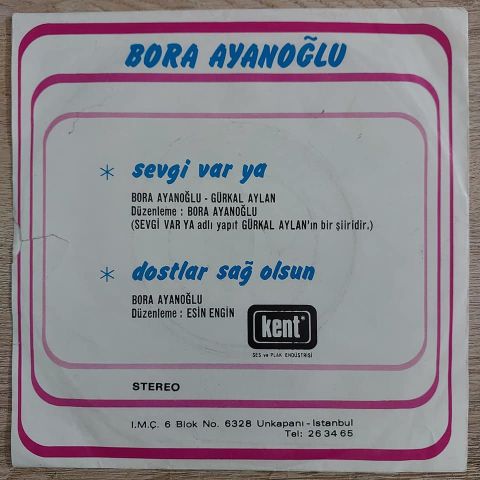 BORA AYANOĞLU
* sevgi var ya
BORA AYANOĞLU - GÜRKAL AYLAN
Düzenleme : BORA AYANOĞLU
(SEVGİ VAR YA adlı yapıt GÜRKAL AYLAN'ın bir şiiridir.)
* dostlar sağ olsun
BORA AYANOĞLU
Düzenleme : ESİN ENGİN
kent
SES ve PLAK ENDÜSTRİSİ
STEREO
I.M.Ç. 6 Blok No. 6328 Unkapanı - Istanbul
Tel: 26 34 65